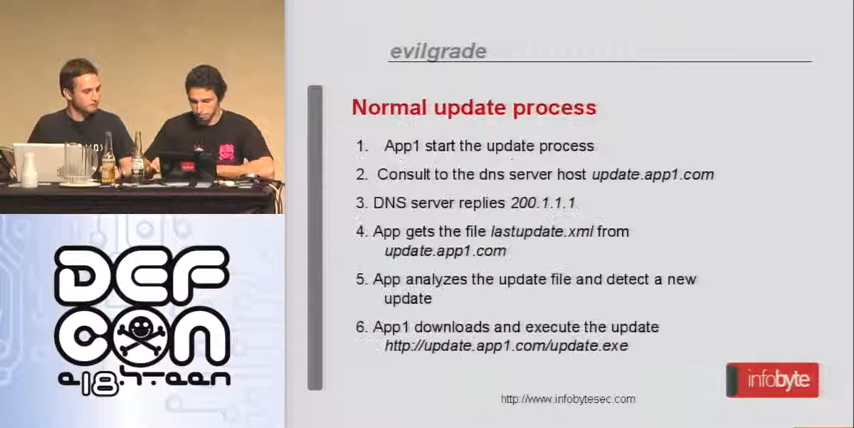 evilgrade
Normal update process
1. App1 start the update process
2. Consult to the dns server host update.app1.com
3. DNS server replies 200.1.1.1
4. App gets the file lastupdate.xml from
update.app1.com
5. App analyzes the update file and detect a new
update
6. App1 downloads and execute the update
http://update.app1.com/update.exe
infobyte
http://www.infobytesec.com
DEF
CON
e18hteen